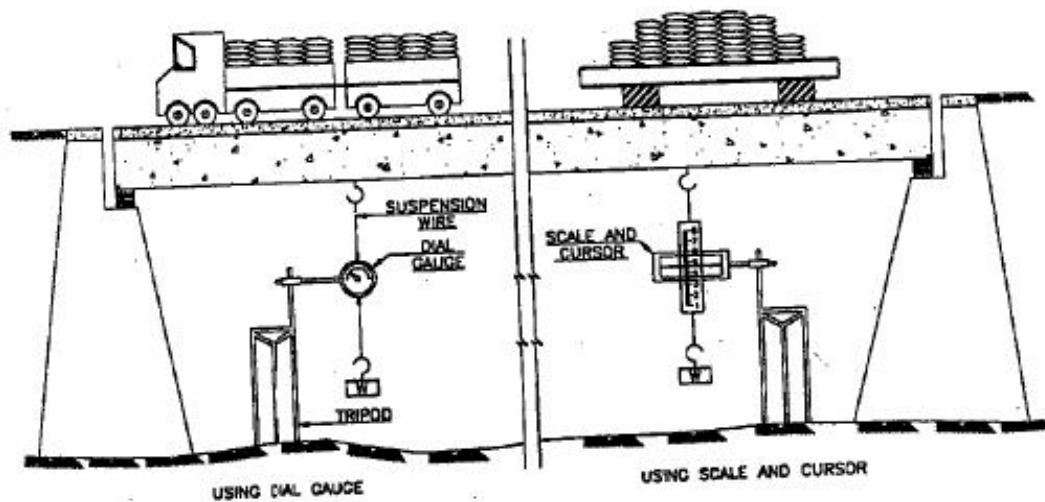 SUSPENSION
WIRE
DIAL
GAUGE
SCALE AND
CURSOR
W
W
TRIPOD
USING DIAL GAUGE
USING SCALE AND CURSOR